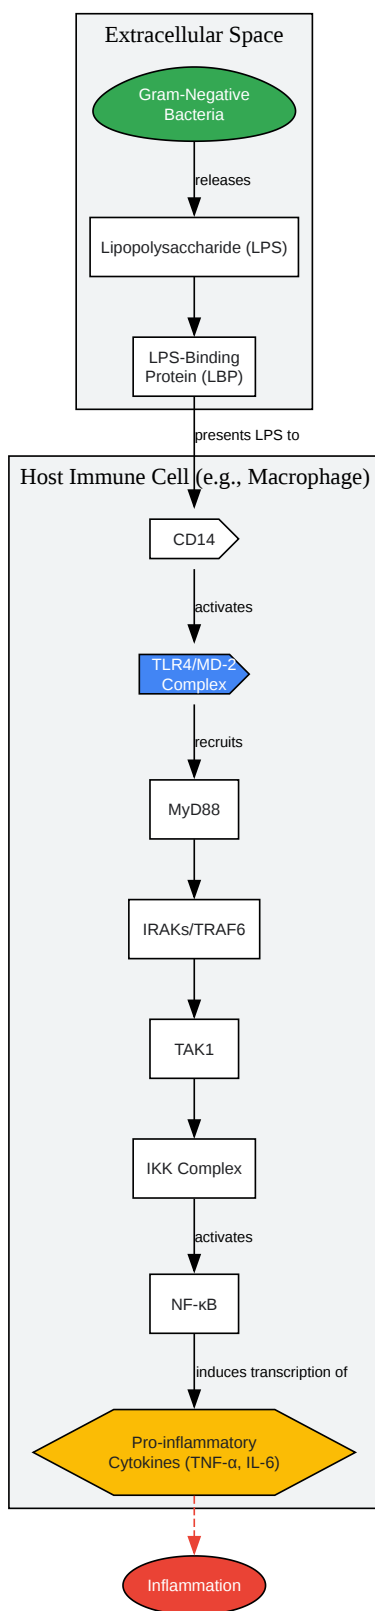 Extracellular Space
Gram-Negative
Bacteria
releases
Lipopolysaccharide (LPS)
LPS-Binding
Protein (LBP)
presents LPS to
Host Immune Cell (e.g., Macrophage)
CD14
activates
TLR4/MD-2
Complex
recruits
MyD88
IRAKs/TRAF6
TAK1
IKK Complex
activates
NF-κB
induces transcription of
Pro-inflammatory
Cytokines (TNF-α, IL-6)
Inflammation